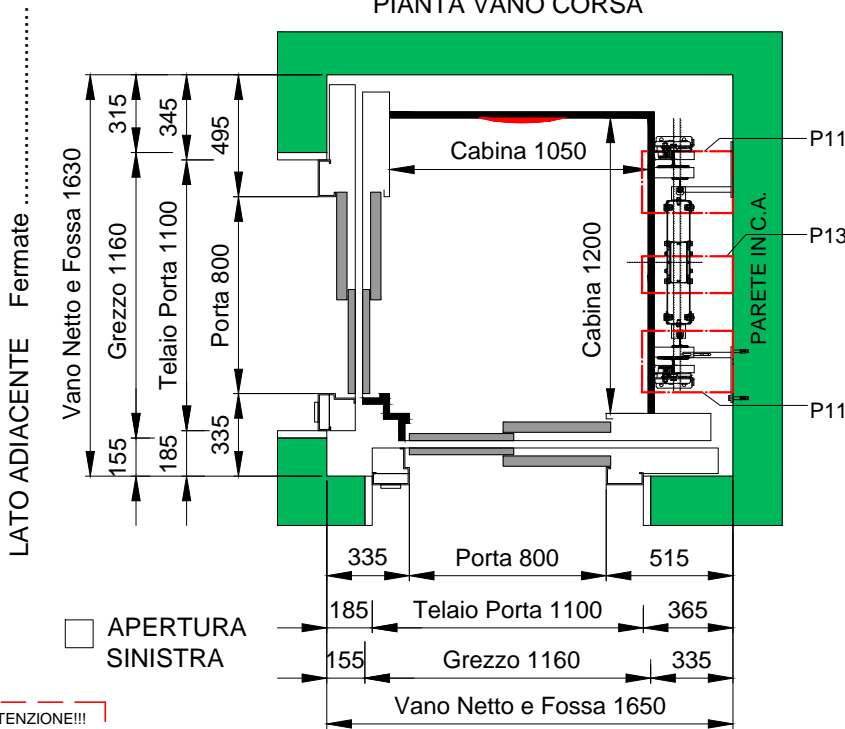 PIANTA VANO CORSA
LATO ADIACENTE Fermate ........................
Vano Netto e Fossa 1630
315
Grezzo 1160
155
345
Telaio Porta 1100
185
495
Porta 800
335
Cabina 1050
Cabina 1200
PARETE IN C.A.
P11
P13
P11
335
Porta 800
515
185
Telaio Porta 1100
365
155
Grezzo 1160
335
Vano Netto e Fossa 1650
APERTURA
SINISTRA
TENZIONE!!!